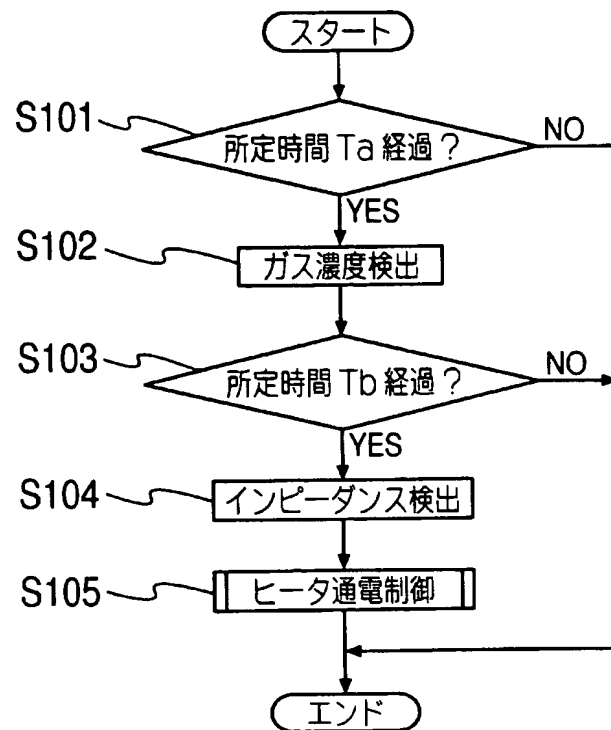 スタート
S101
所定時間 Ta 経過？
NO
YES
S102
ガス濃度検出
S103
所定時間 Tb 経過？
NO
YES
S104
インピーダンス検出
S105
ヒータ通電制御
エンド